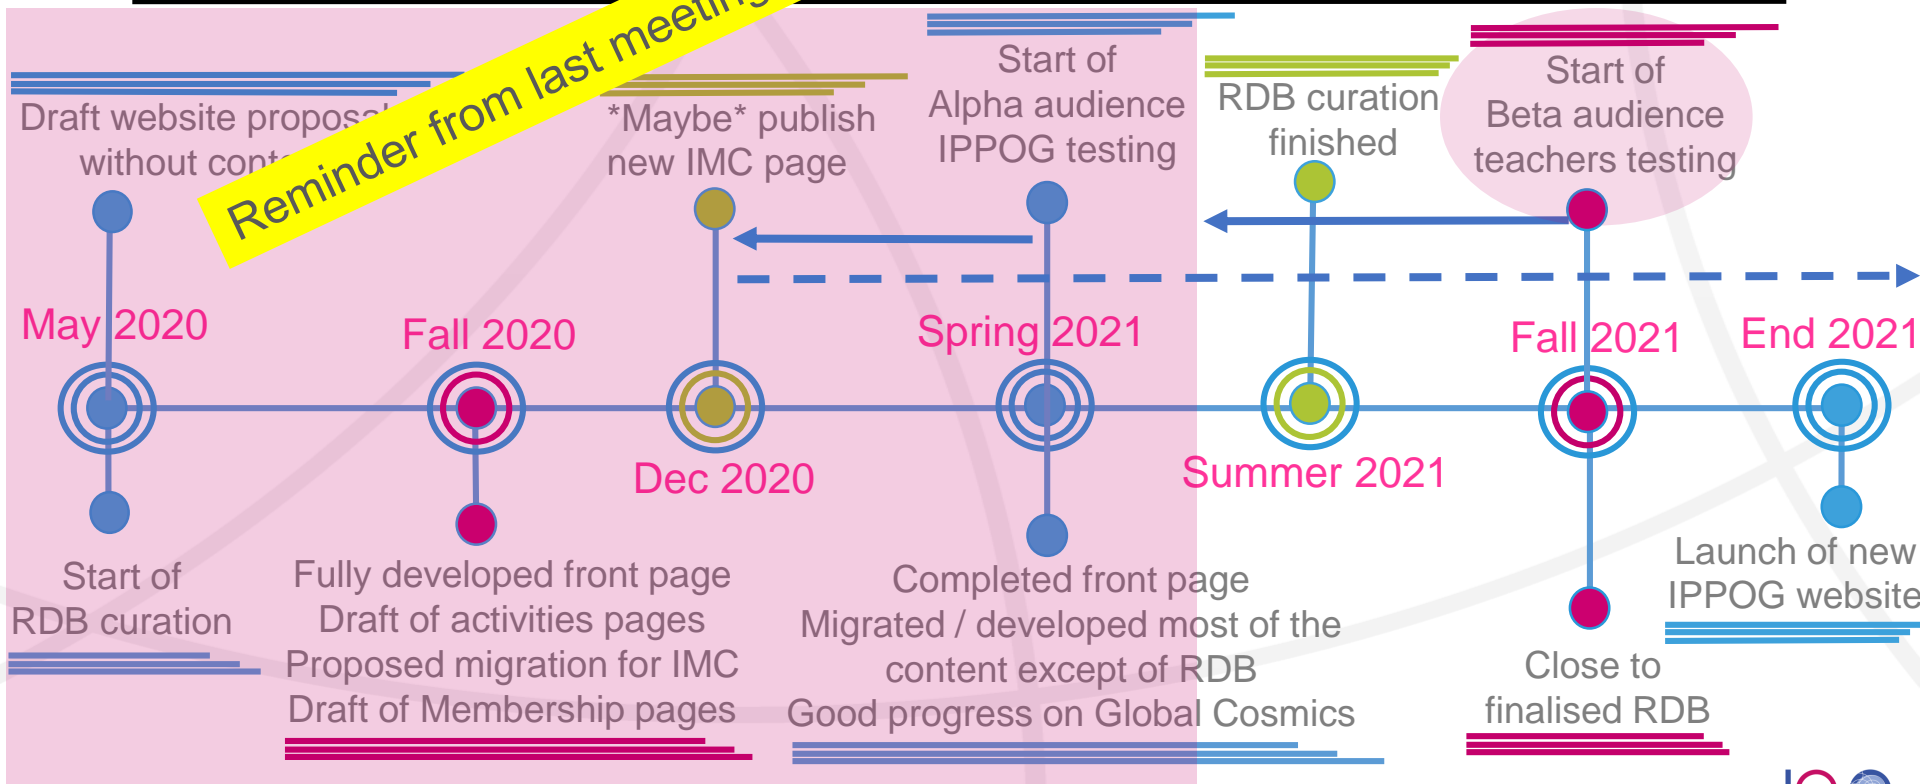 Reminder from last meeting
Draft website proposal
without
*Maybe* publish
new IMC page
Start of
Alpha audience
IPPOG testing
RDB curation
finished
Start of
Beta audience
teachers testing
May 2020
Fall 2020
Dec 2020
Spring 2021
Summer 2021
Fall 2021
End 2021
Start of
RDB curation
Fully developed front page
Draft of activities pages
Proposed migration for IMC
Draft of Membership pages
Completed front page
Migrated / developed most of the
content except of RDB
Good progress on Global Cosmics
Close to
finalised RDB
Launch of new
IPPOG website